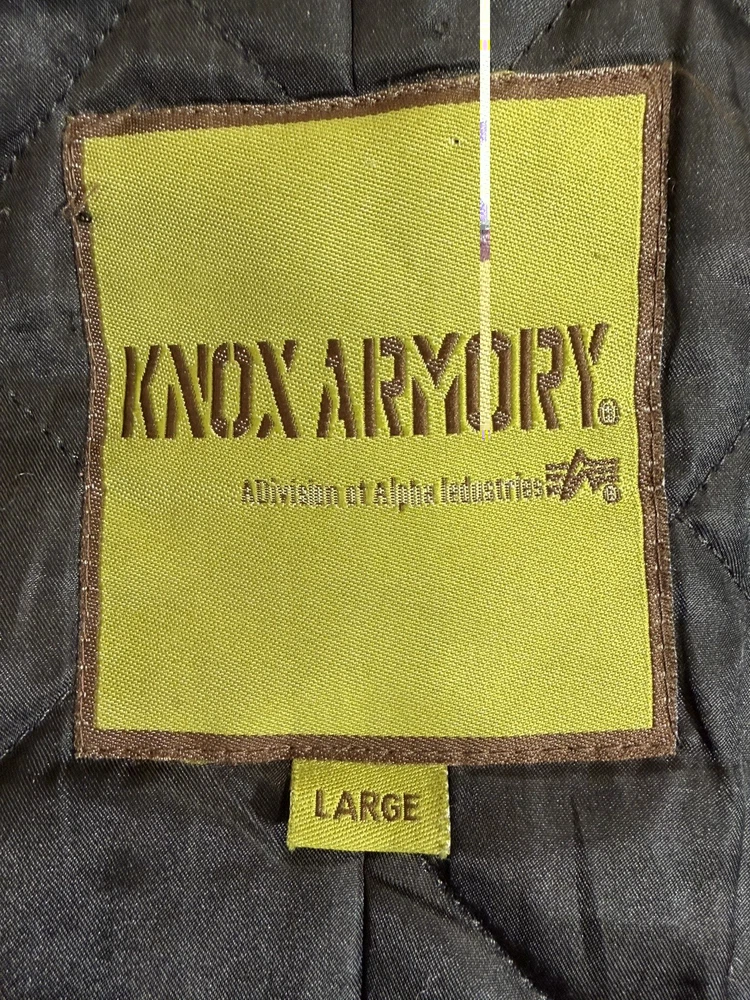 KNOX ARMORY®
A Division of Alpha Industries ®
LARGE